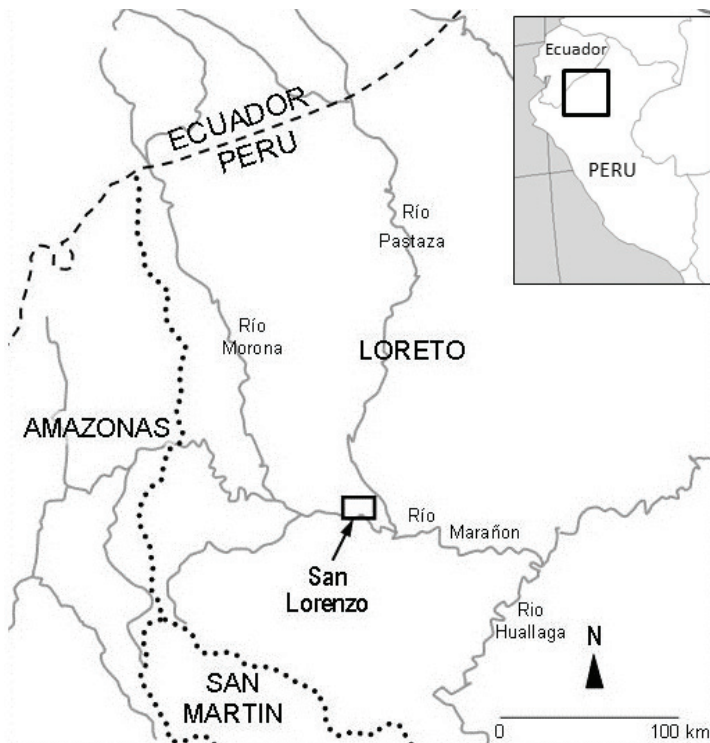 Ecuador
PERU
ECUADOR
PERU
Río
Pastaza
Río
Morona
LORETO
AMAZONAS
Río
Marañon
San
Lorenzo
Rio
Huallaga
N
SAN
MARTIN
0 100 km